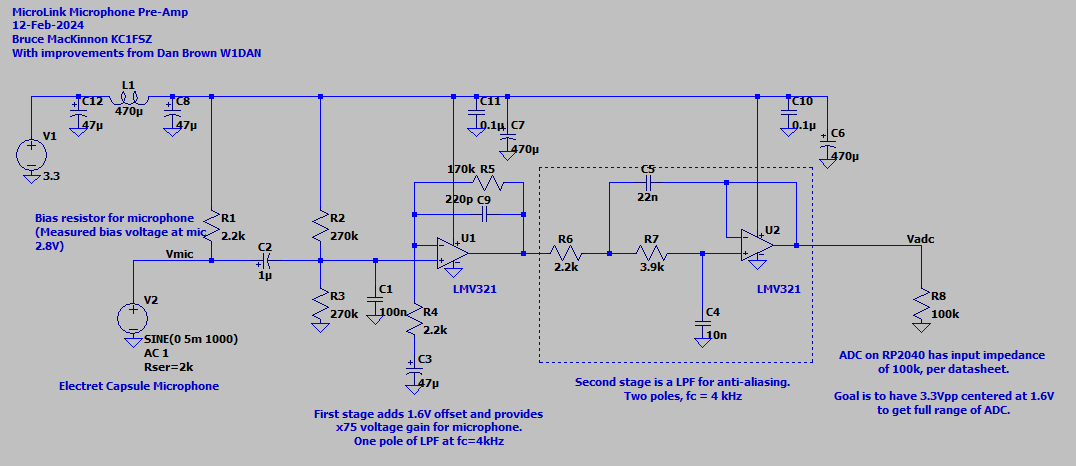 MicroLink Microphone Pre-Amp
12-Feb-2024
Bruce MacKinnon KC1FSZ
With improvements from Dan Brown W1DAN
L1
470µ
C12
47µ
C8
47µ
C11
0.1µ
C7
470µ
C10
0.1µ
C6
470µ
V1
3.3
170k R5
220p C9
C5
22n
Bias resistor for microphone
(Measured bias voltage at mic
2.8V)
R1
2.2k
R2
270k
U1
LMV321
R6
2.2k
R7
3.9k
U2
LMV321
Vadc
Vmic
C2
1µ
V2
SINE(0 5m 1000)
AC 1
Rser=2k
Electret Capsule Microphone
R3
270k
C1
100n
R4
2.2k
C3
47µ
C4
10n
R8
100k
First stage adds 1.6V offset and provides
x75 voltage gain for microphone.
One pole of LPF at fc=4kHz
Second stage is a LPF for anti-aliasing.
Two poles, fc = 4 kHz
ADC on RP2040 has input impedance
of 100k, per datasheet.
Goal is to have 3.3Vpp centered at 1.6V
to get full range of ADC.